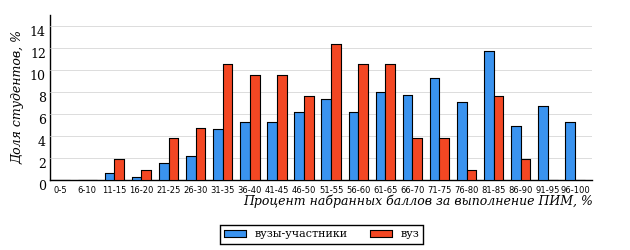 Доля студентов, %
14
12
10
8
6
4
2
0
0-5 6-10 11-15 16-20 21-25 26-30 31-35 36-40 41-45 46-50 51-55 56-60 61-65 66-70 71-75 76-80 81-85 86-90 91-95 96-100
Процент набранных баллов за выполнение ПИМ, %
вузы-участники вуз